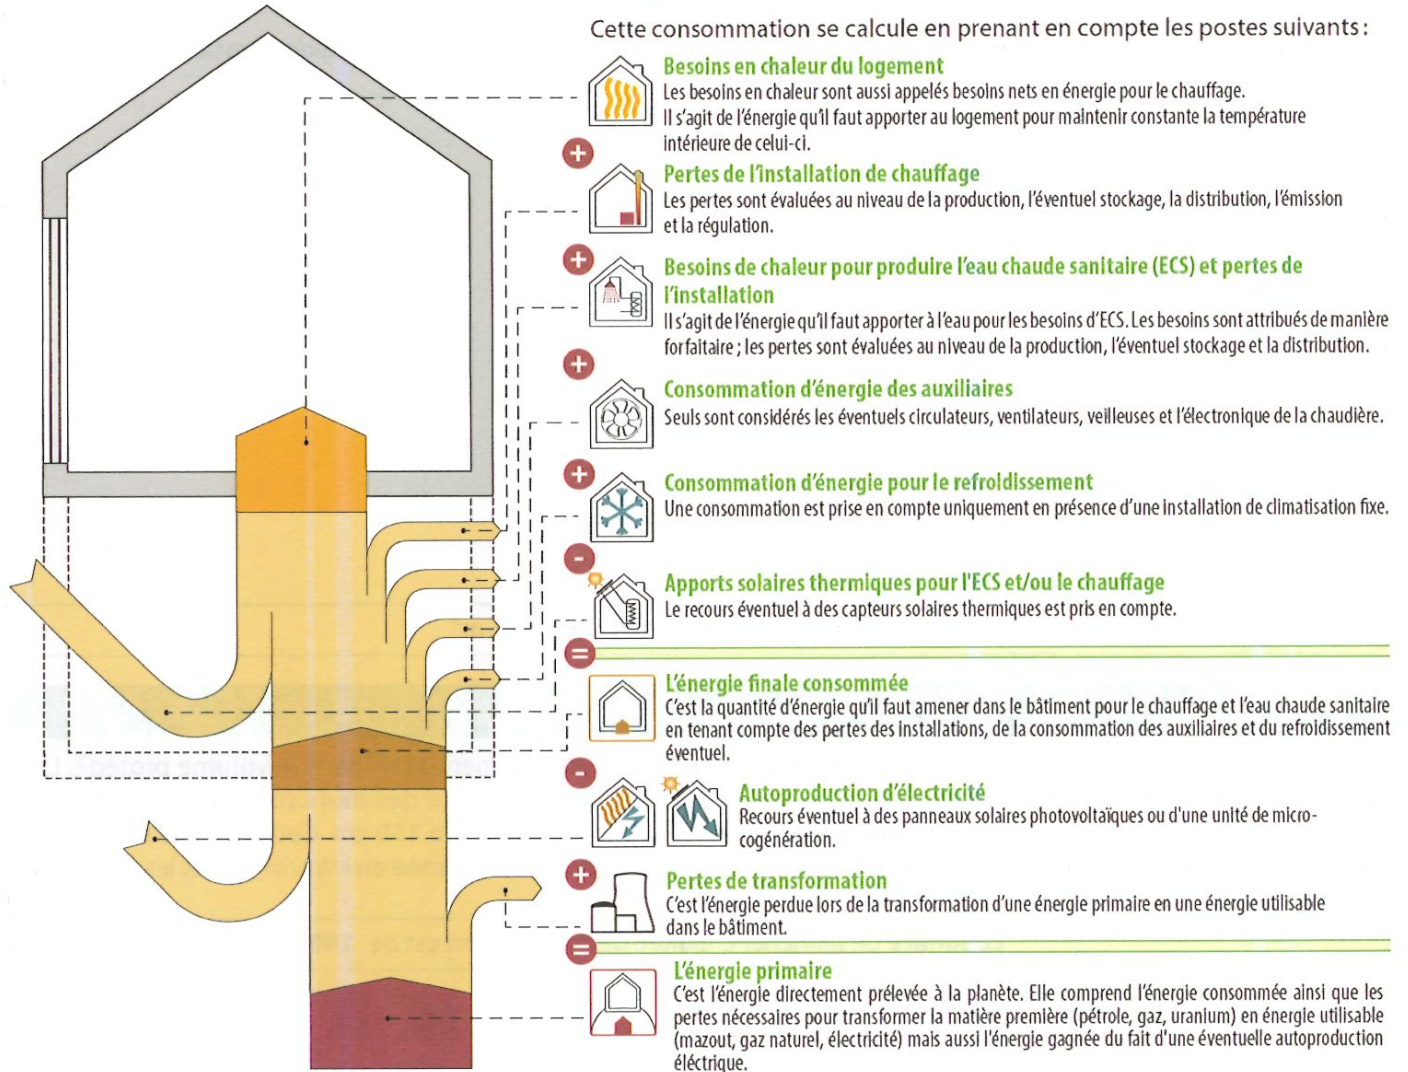 Cette consommation se calcule en prenant en compte les postes suivants :
Besoins en chaleur du logement
Les besoins en chaleur sont aussi appelés besoins nets en énergie pour le chauffage.
Il s'agit de l'énergie qu'il faut apporter au logement pour maintenir constante la température
intérieure de celui-ci.
+
Pertes de l'installation de chauffage
Les pertes sont évaluées au niveau de la production, l'éventuel stockage, la distribution, l'émission
et la régulation.
+
Besoins de chaleur pour produire l'eau chaude sanitaire (ECS) et pertes de
l'installation
Il s'agit de l'énergie qu'il faut apporter à l'eau pour les besoins d'ECS. Les besoins sont attribués de manière
forfaitaire ; les pertes sont évaluées au niveau de la production, l'éventuel stockage et la distribution.
+
Consommation d'énergie des auxiliaires
Seuls sont considérés les éventuels circulateurs, ventilateurs, veilleuses et l'électronique de la chaudière.
+
Consommation d'énergie pour le refroidissement
Une consommation est prise en compte uniquement en présence d'une installation de climatisation fixe.
-
Apports solaires thermiques pour l'ECS et/ou le chauffage
Le recours éventuel à des capteurs solaires thermiques est pris en compte.
=
L'énergie finale consommée
C'est la quantité d'énergie qu'il faut amener dans le bâtiment pour le chauffage et l'eau chaude sanitaire
en tenant compte des pertes des installations, de la consommation des auxiliaires et du refroidissement
éventuel.
-
Autoproduction d'électricité
Recours éventuel à des panneaux solaires photovoltaïques ou d'une unité de micro-
cogénération.
+
Pertes de transformation
C'est l'énergie perdue lors de la transformation d'une énergie primaire en une énergie utilisable
dans le bâtiment.
=
L'énergie primaire
C'est l'énergie directement prélevée à la planète. Elle comprend l'énergie consommée ainsi que les
pertes nécessaires pour transformer la matière première (pétrole, gaz, uranium) en énergie utilisable
(mazout, gaz naturel, électricité) mais aussi l'énergie gagnée du fait d'une éventuelle autoproduction
éléctrique.